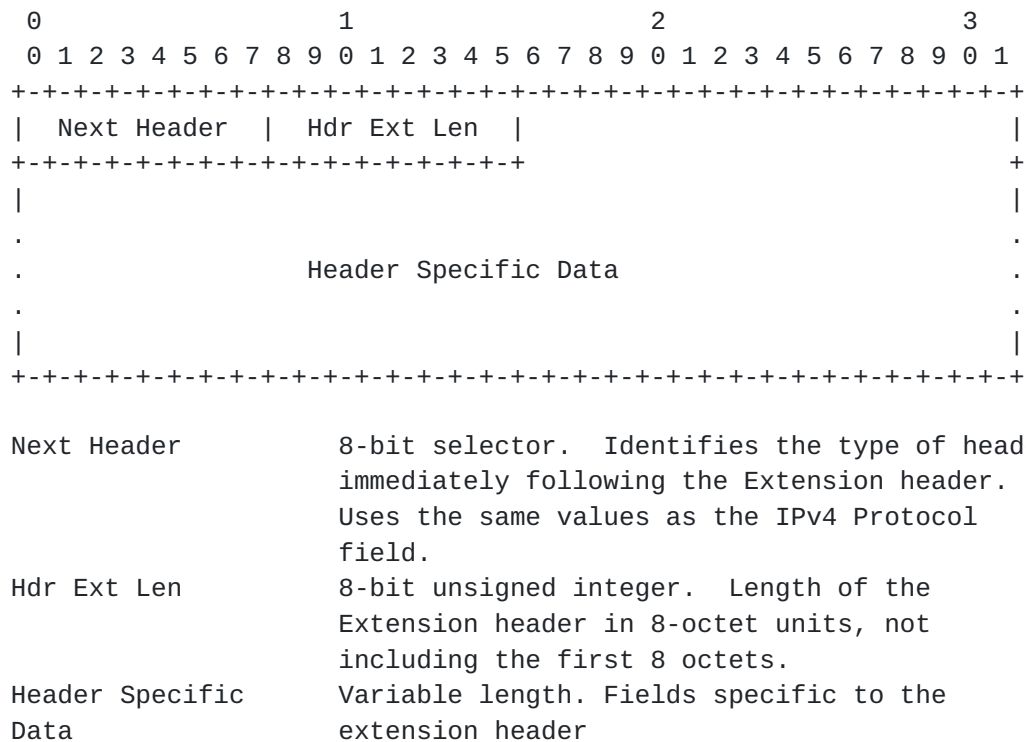 0                   1                   2                   3
 0 1 2 3 4 5 6 7 8 9 0 1 2 3 4 5 6 7 8 9 0 1 2 3 4 5 6 7 8 9 0 1
+-+-+-+-+-+-+-+-+-+-+-+-+-+-+-+-+-+-+-+-+-+-+-+-+-+-+-+-+-+-+-+-+
|  Next Header  |  Hdr Ext Len  |                               |
+-+-+-+-+-+-+-+-+-+-+-+-+-+-+-+-+                               +
|                                                               |
.                                                               .
.                  Header Specific Data                         .
.                                                               .
|                                                               |
+-+-+-+-+-+-+-+-+-+-+-+-+-+-+-+-+-+-+-+-+-+-+-+-+-+-+-+-+-+-+-+-+

Next Header          8-bit selector.  Identifies the type of head
                     immediately following the Extension header.
                     Uses the same values as the IPv4 Protocol
                     field.
Hdr Ext Len          8-bit unsigned integer.  Length of the
                     Extension header in 8-octet units, not
                     including the first 8 octets.
Header Specific      Variable length. Fields specific to the
Data                 extension header